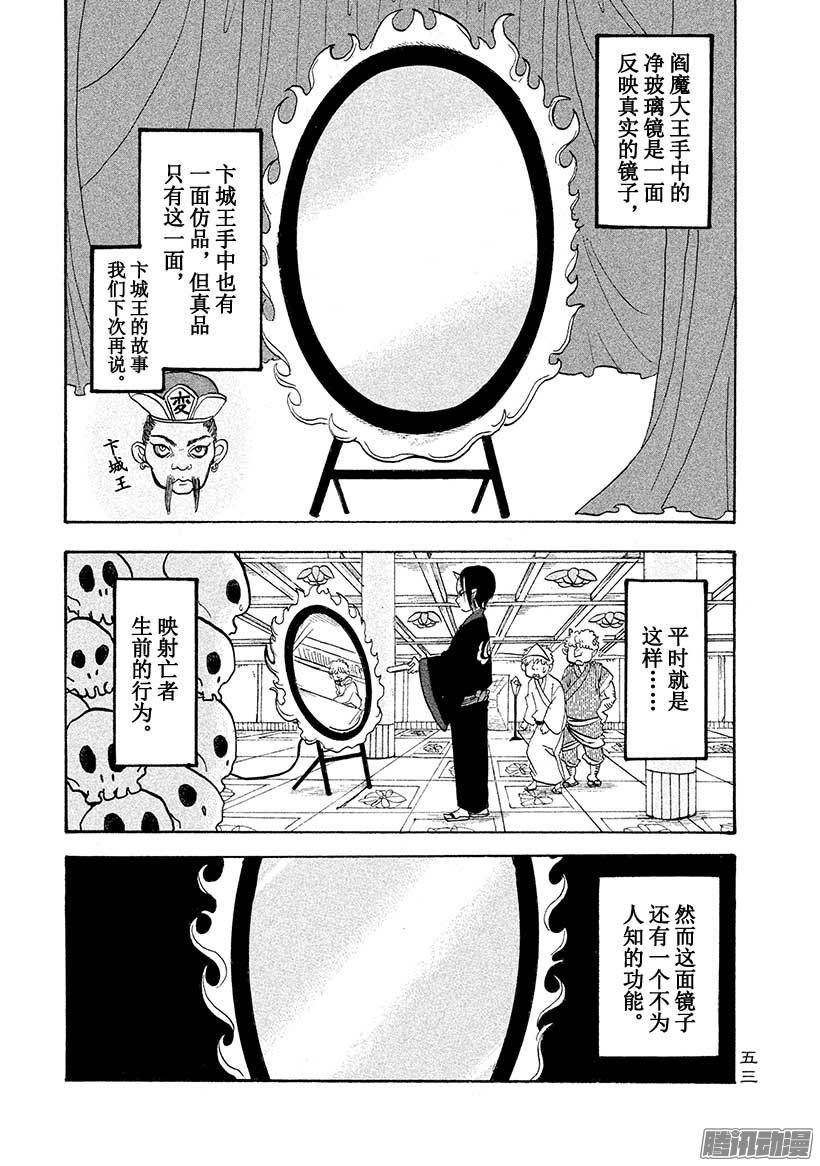 阎魔大王手中的
净玻璃镜是一面
反映真实的镜子，
卞城王手中也有
一面仿品，但真品
只有这一面，
卞城王的故事
我们下次再说。
変
卞城王
平时就是
这样……
映射亡者
生前的行为。
然而这面镜子
还有一个不为
人知的功能。
五三
腾讯动漫